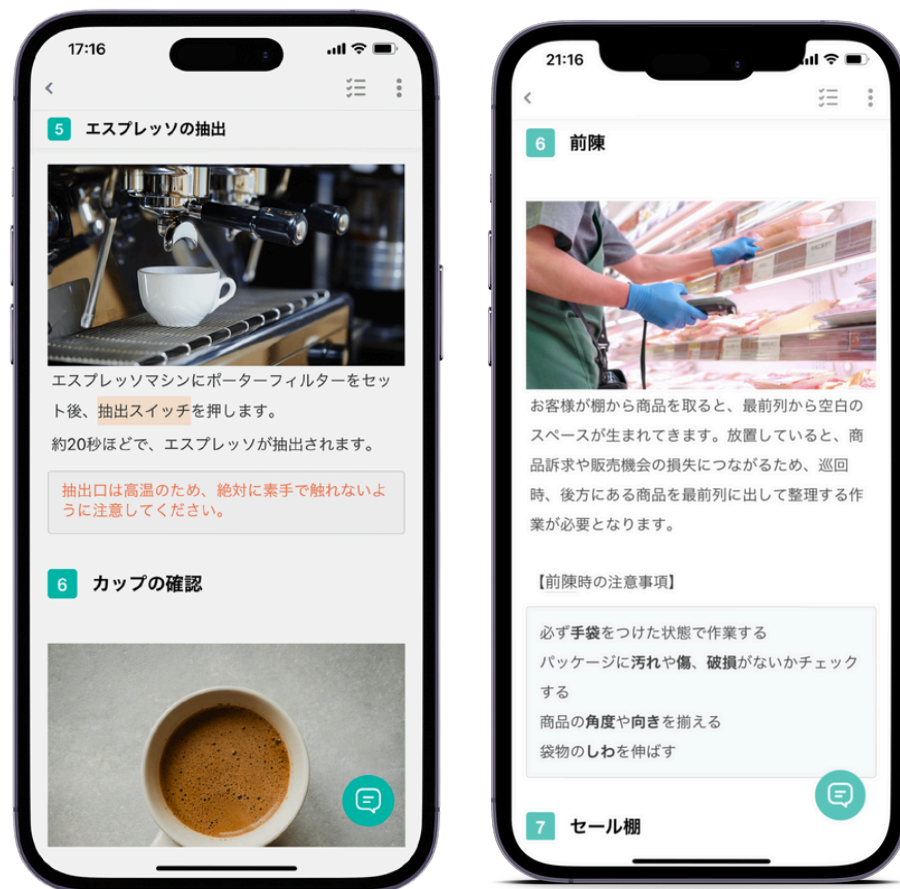 17:16
5 エスプレッソの抽出
エスプレッソマシンにポーターフィルターをセッ
ト後、抽出スイッチを押します。
約20秒ほどで、エスプレッソが抽出されます。
抽出口は高温のため、絶対に素手で触れないよ
うに注意してください。
6 カップの確認
21:16
6 前陳
お客様が棚から商品を取ると、最前列から空白の
スペースが生まれてきます。放置していると、商
品訴求や販売機会の損失につながるため、巡回
時、後方にある商品を最前列に出して整理する作
業が必要となります。
【前陳時の注意事項】
必ず手袋をつけた状態で作業する
パッケージに汚れや傷、破損がないかチェック
する
商品の角度や向きを揃える
袋物のしわを伸ばす
7 セール棚